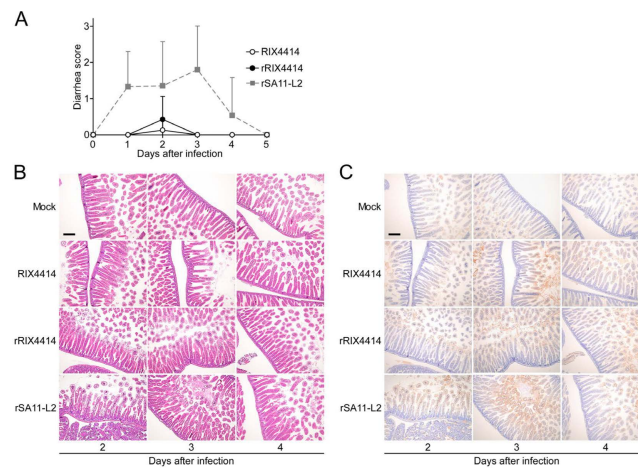 A
Diarrhea score
3
2
1
0
0 1 2 3 4 5
Days after infection
RIX4414
rRIX4414
rSA11-L2
B
Mock
RIX4414
rRIX4414
rSA11-L2
2 3 4
Days after infection
C
Mock
RIX4414
rRIX4414
rSA11-L2
2 3 4
Days after infection